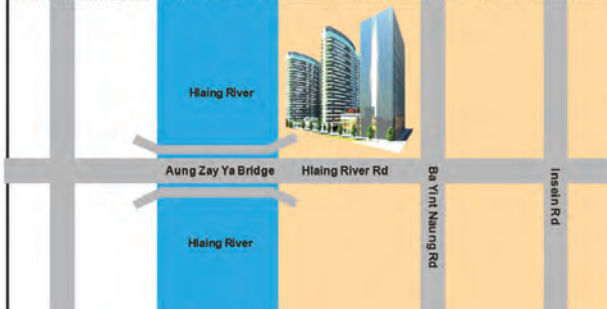 Hlaing River
Aung Zay Ya Bridge
Hlaing River Rd
Ba Yint Naung Rd
Insein Rd
Hlaing River